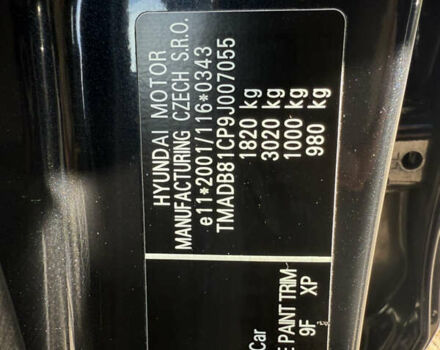 HYUNDAI MOTOR
MANUFACTURING CZECH S.R.O.
e11*2001/116*0343
TMADB81CP9J007055
1820 kg
3020 kg
1000 kg
980 kg
Car
E PAINT TRIM
9F XP